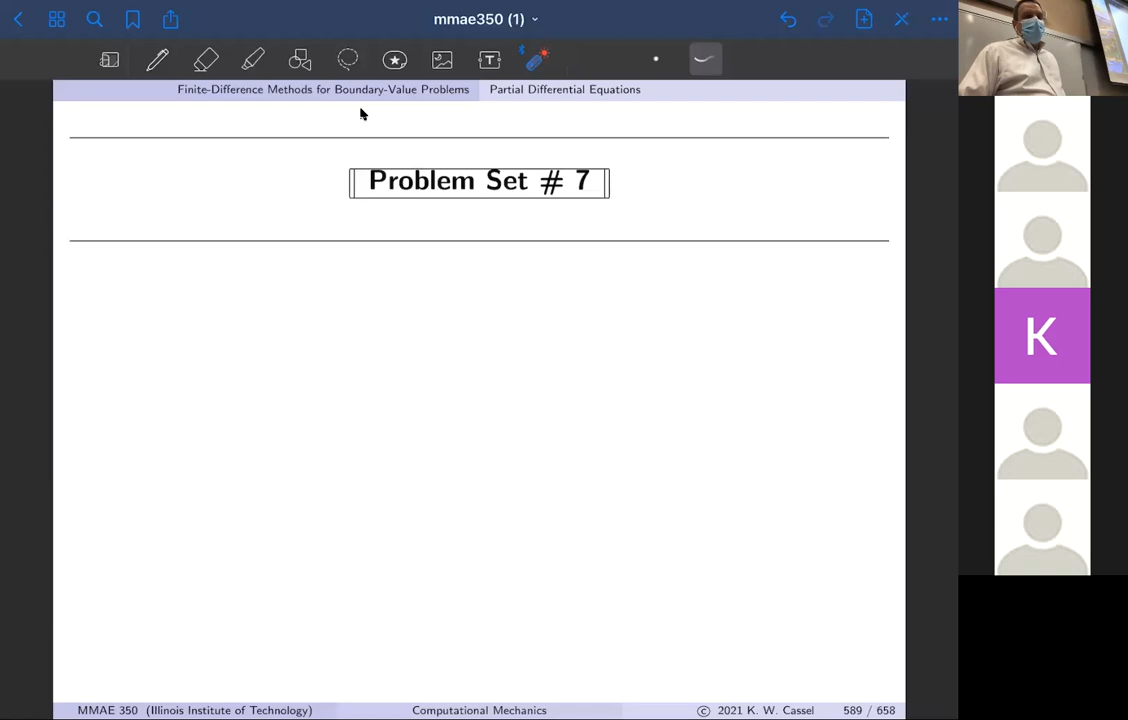 mmae350 (1)
Finite-Difference Methods for Boundary-Value Problems Partial Differential Equations
Problem Set # 7
K
MMAE 350 (Illinois Institute of Technology) Computational Mechanics © 2021 K. W. Cassel 589 / 658